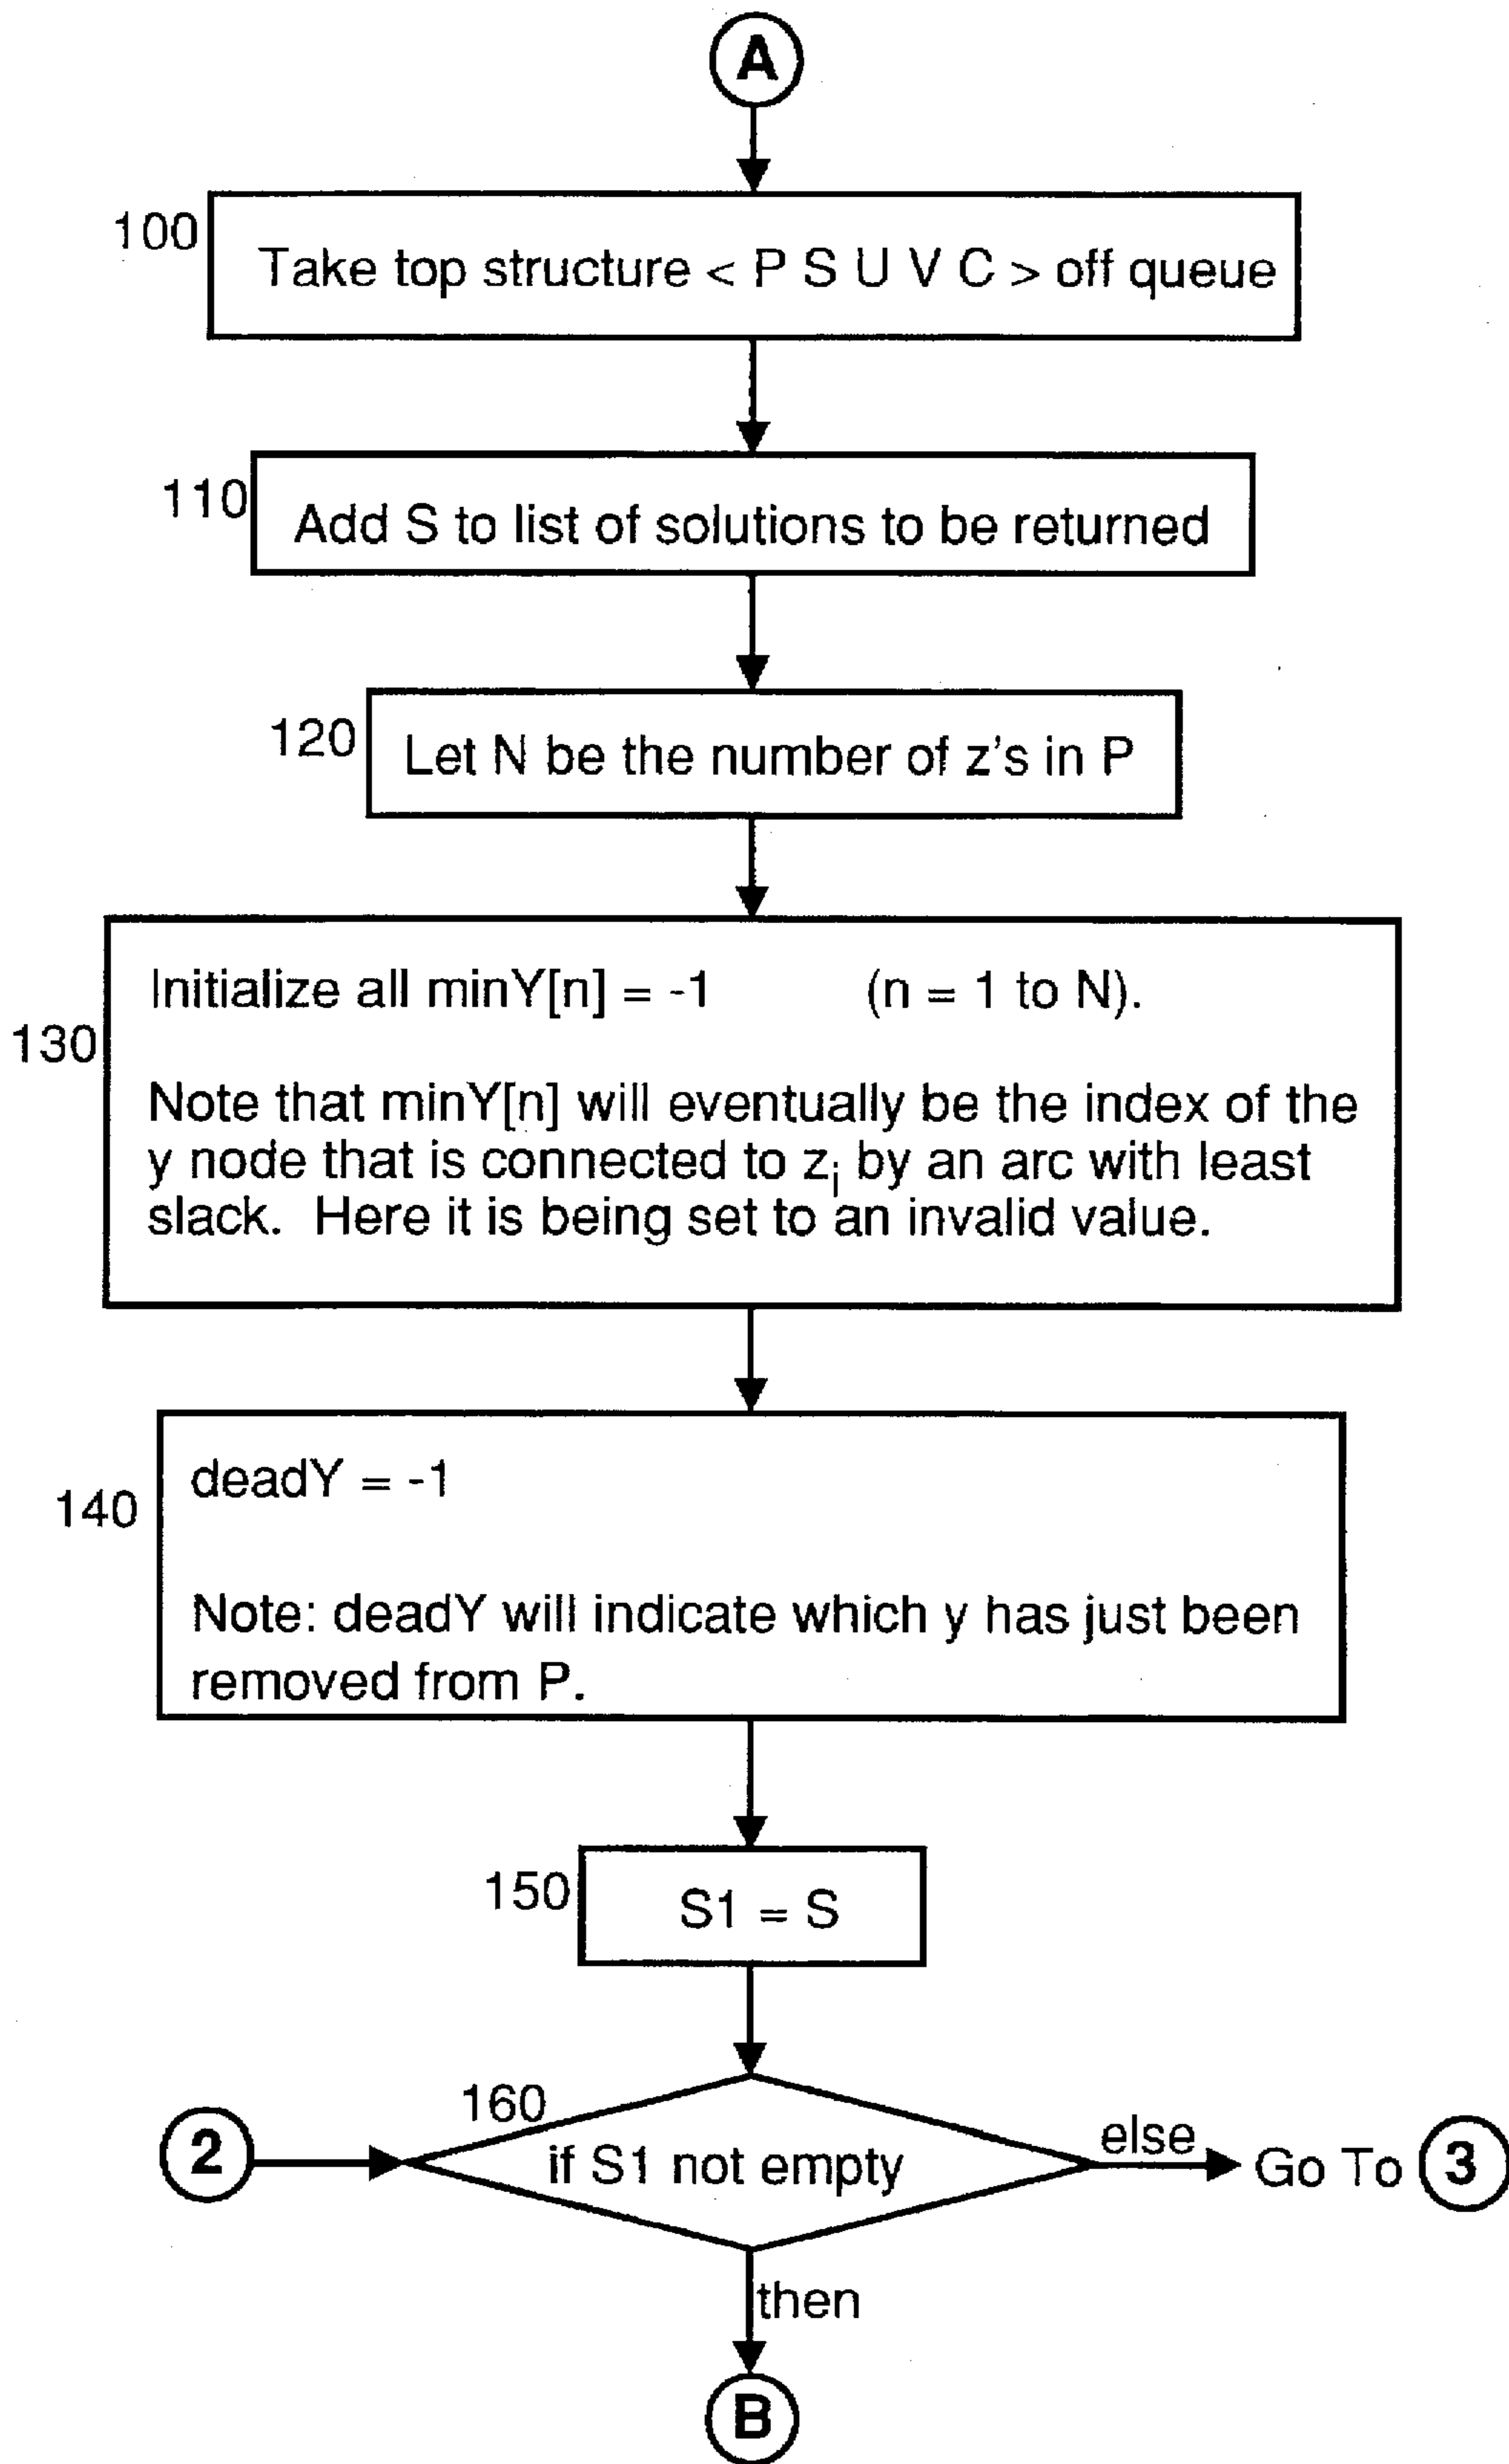 A
100
Take top structure < P S U V C > off queue
110
Add S to list of solutions to be returned
120
Let N be the number of z's in P
130
Initialize all minY[n] = -1 (n = 1 to N).
Note that minY[n] will eventually be the index of the
y node that is connected to zj by an arc with least
slack. Here it is being set to an invalid value.
140
deadY = -1
Note: deadY will indicate which y has just been
removed from P.
150
S1 = S
160
2
if S1 not empty
else
Go To 3
then
B